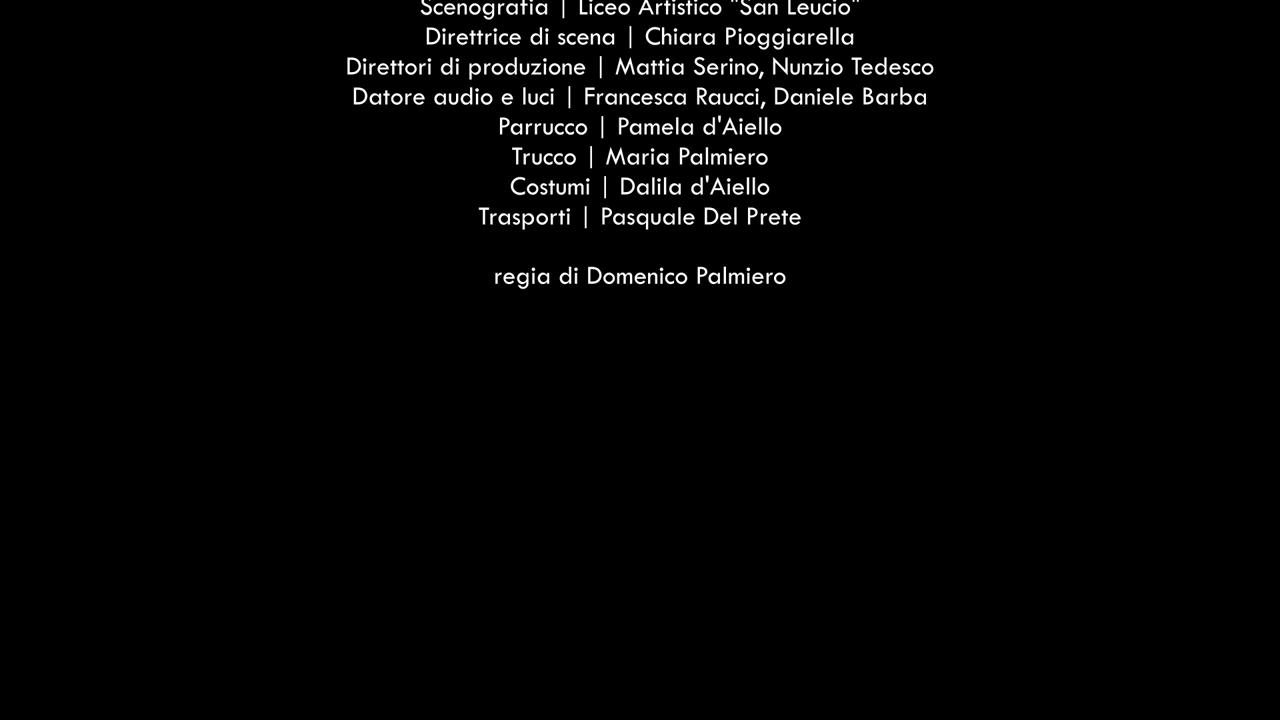 Scenografia | Liceo Artistico "San Leucio"
Direttrice di scena | Chiara Pioggiarella
Direttori di produzione | Mattia Serino, Nunzio Tedesco
Datore audio e luci | Francesca Raucci, Daniele Barba
Parrucco | Pamela d'Aiello
Trucco | Maria Palmiero
Costumi | Dalila d'Aiello
Trasporti | Pasquale Del Prete
regia di Domenico Palmiero